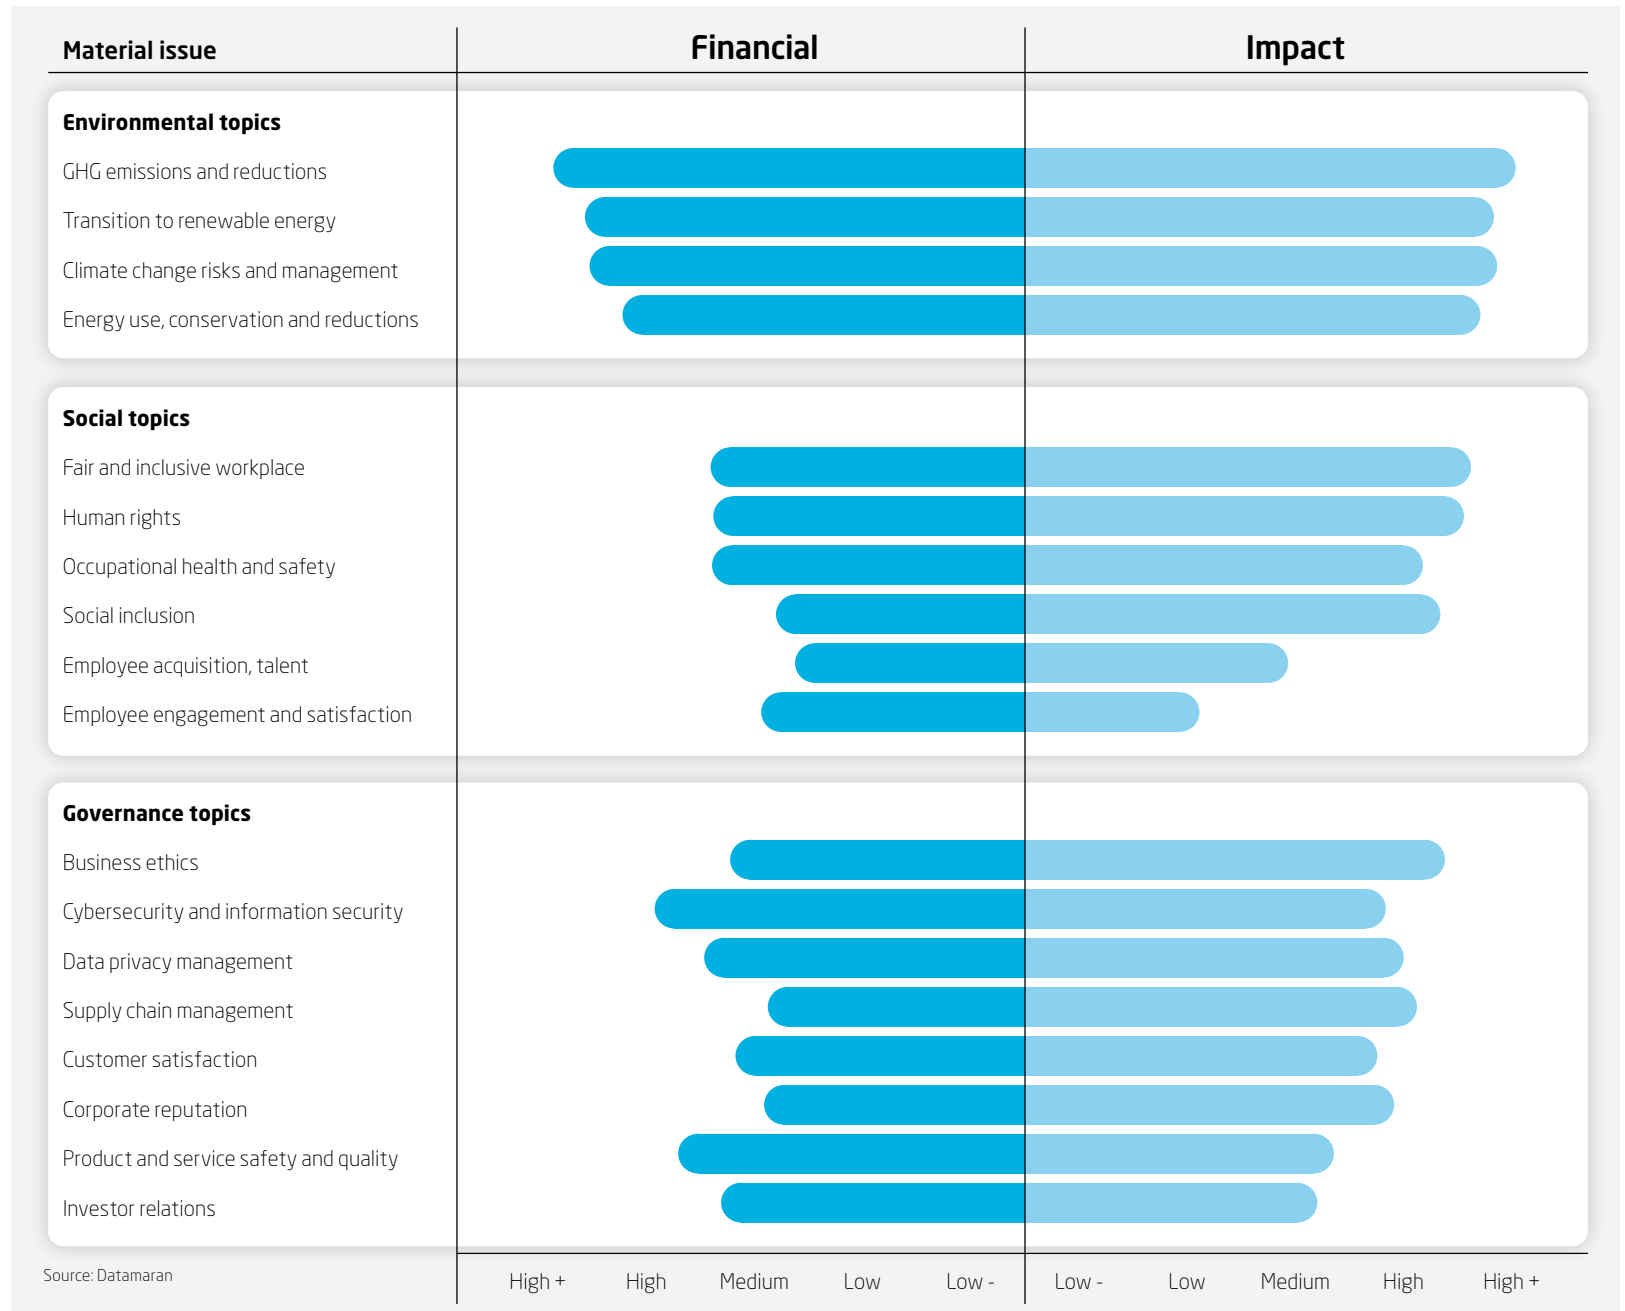 Material issue
Financial
Impact
Environmental topics
GHG emissions and reductions
Transition to renewable energy
Climate change risks and management
Energy use, conservation and reductions
Social topics
Fair and inclusive workplace
Human rights
Occupational health and safety
Social inclusion
Employee acquisition, talent
Employee engagement and satisfaction
Governance topics
Business ethics
Cybersecurity and information security
Data privacy management
Supply chain management
Customer satisfaction
Corporate reputation
Product and service safety and quality
Investor relations
Source: Datamaran
High + High Medium Low Low - Low - Low Medium High High +